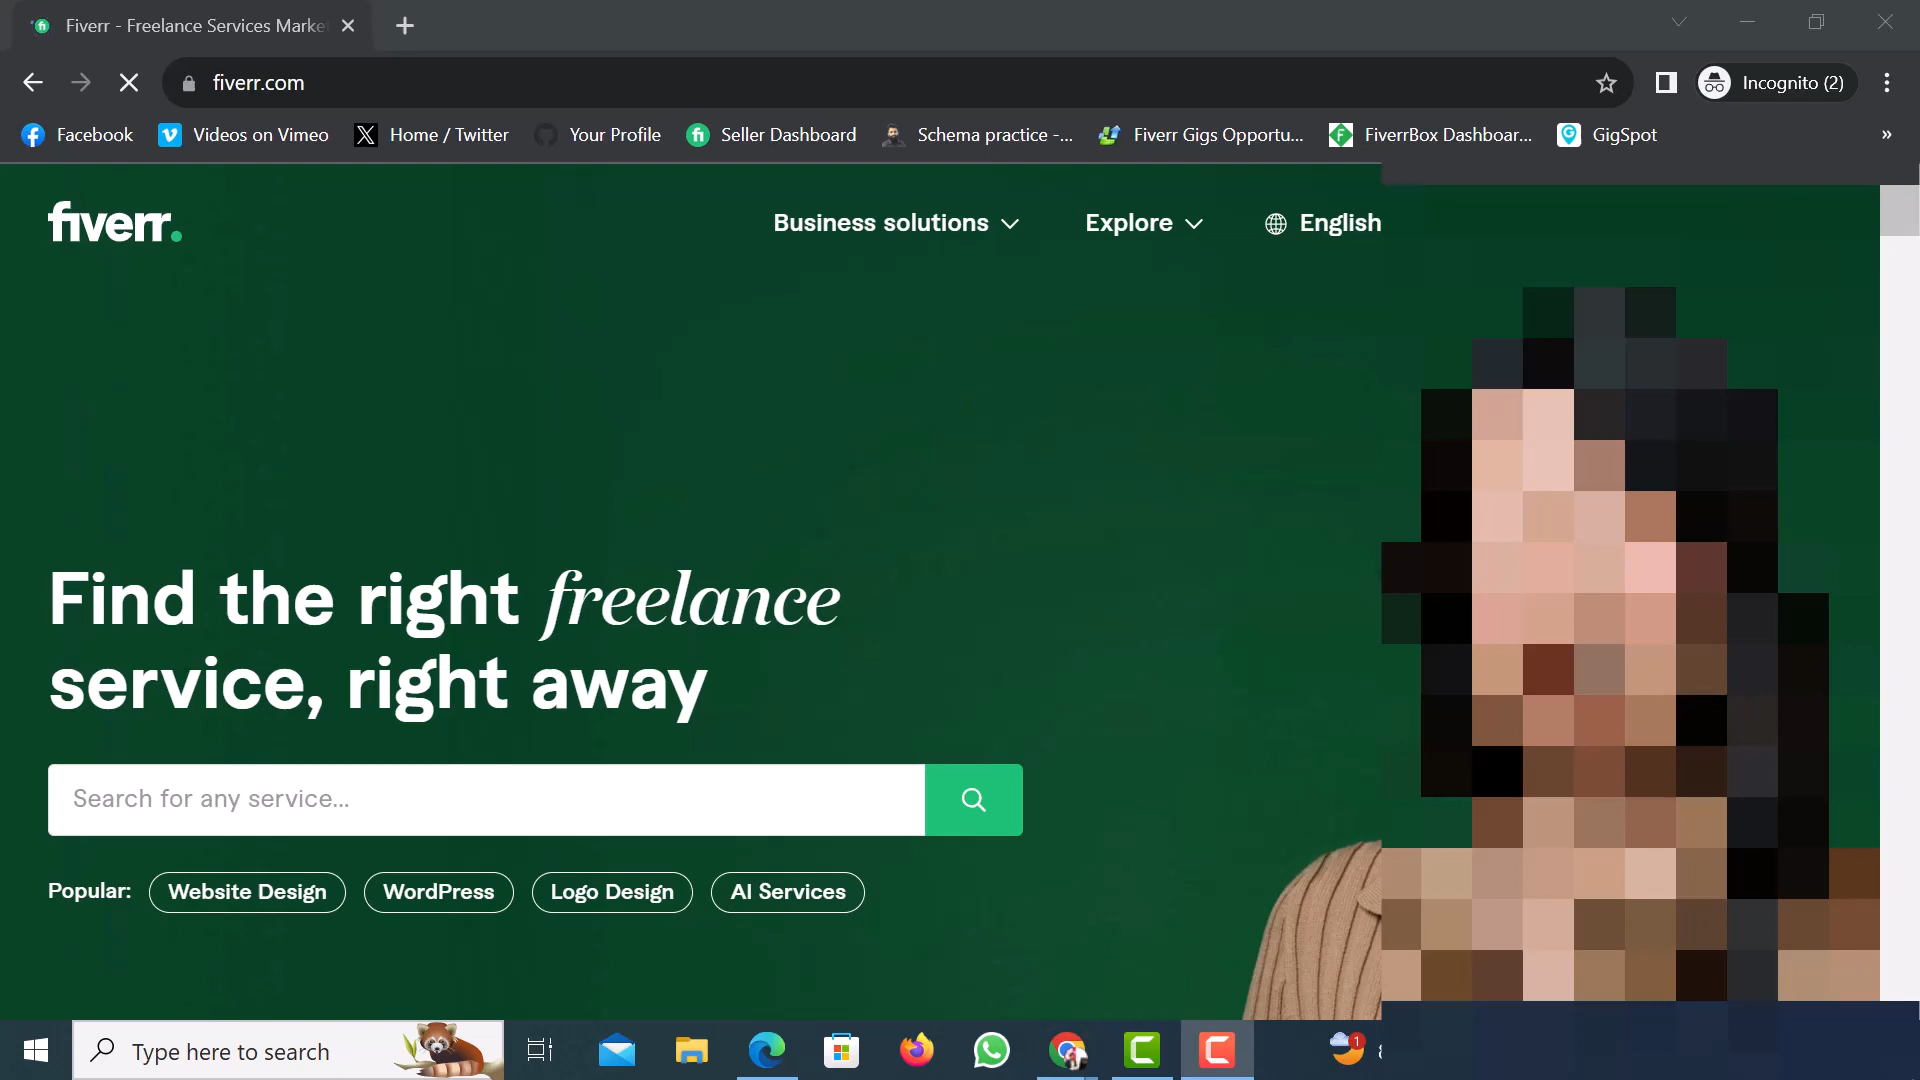 Fiverr - Freelance Services Marke
fiverr.com
Incognito (2)
Facebook
Videos on Vimeo
Home / Twitter
Your Profile
Seller Dashboard
Schema practice -...
Fiverr Gigs Opportu...
FiverrBox Dashboar...
GigSpot
»
fiverr.
Business solutions
Explore
English
Find the right freelance
service, right away
Search for any service...
Popular:
Website Design
WordPress
Logo Design
AI Services
Type here to search
1